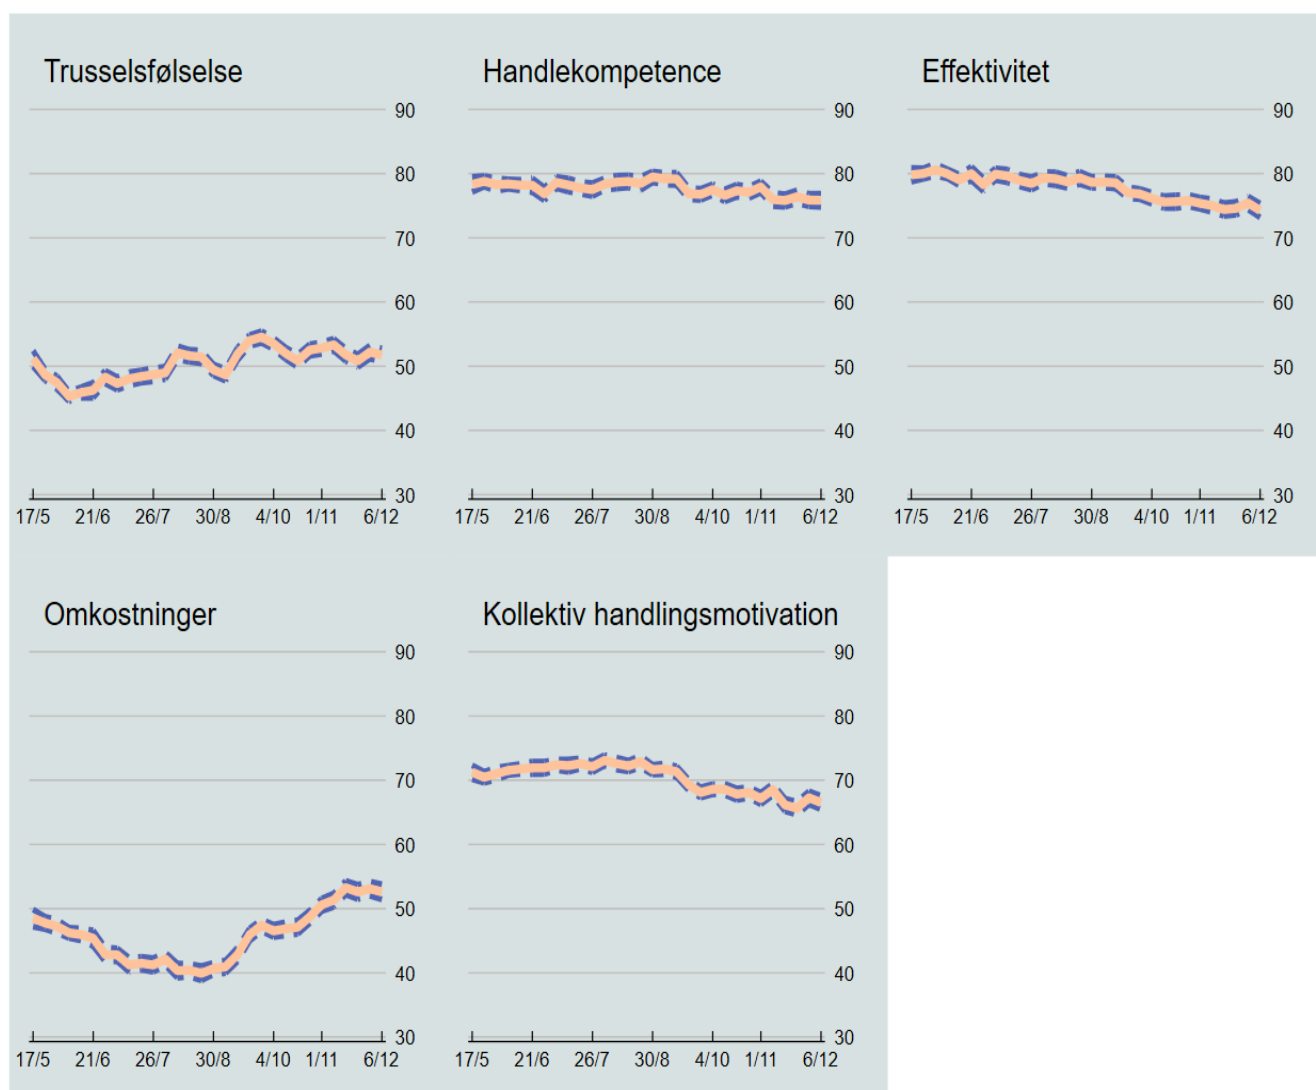 Trusselsfølselse
Handlekompetence
Effektivitet
90 90 90
80 80 80
70 70 70
60 60 60
50 50 50
40 40 40
30 30 30
17/5 21/6 26/7 30/8 4/10 1/11 6/12 17/5 21/6 26/7 30/8 4/10 1/11 6/12 17/5 21/6 26/7 30/8 4/10 1/11 6/12
Omkostninger
Kollektiv handlingsmotivation
90 90
80 80
70 70
60 60
50 50
40 40
30 30
17/5 21/6 26/7 30/8 4/10 1/11 6/12 17/5 21/6 26/7 30/8 4/10 1/11 6/12